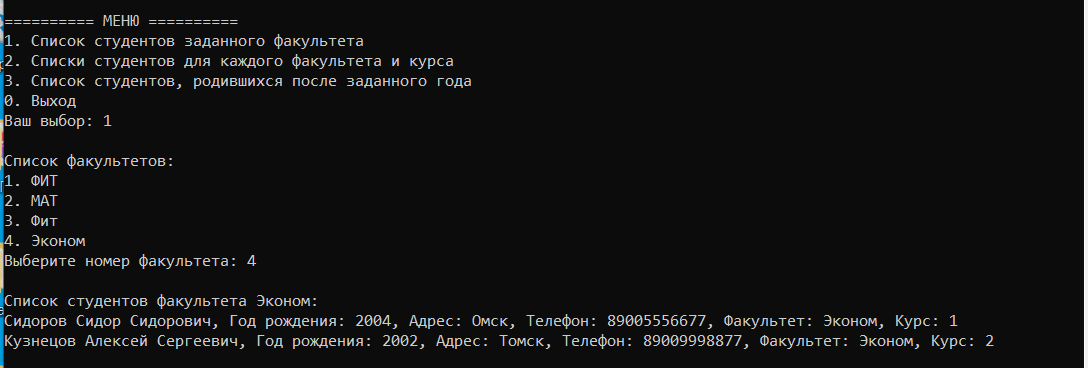 ========== МЕНЮ ==========
1. Список студентов заданного факультета
2. Списки студентов для каждого факультета и курса
3. Список студентов, родившихся после заданного года
0. Выход
Ваш выбор: 1
Список факультетов:
1. ФИТ
2. МАТ
3. Фит
4. Эконом
Выберите номер факультета: 4
Список студентов факультета Эконом:
Сидоров Сидор Сидорович, Год рождения: 2004, Адрес: Омск, Телефон: 89005556677, Факультет: Эконом, Курс: 1
Кузнецов Алексей Сергеевич, Год рождения: 2002, Адрес: Томск, Телефон: 89009998877, Факультет: Эконом, Курс: 2